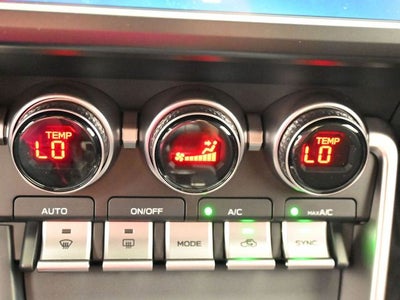 TEMP TEMP
LO LO
AUTO ON/OFF A/C MAX A/C
MODE SYNC